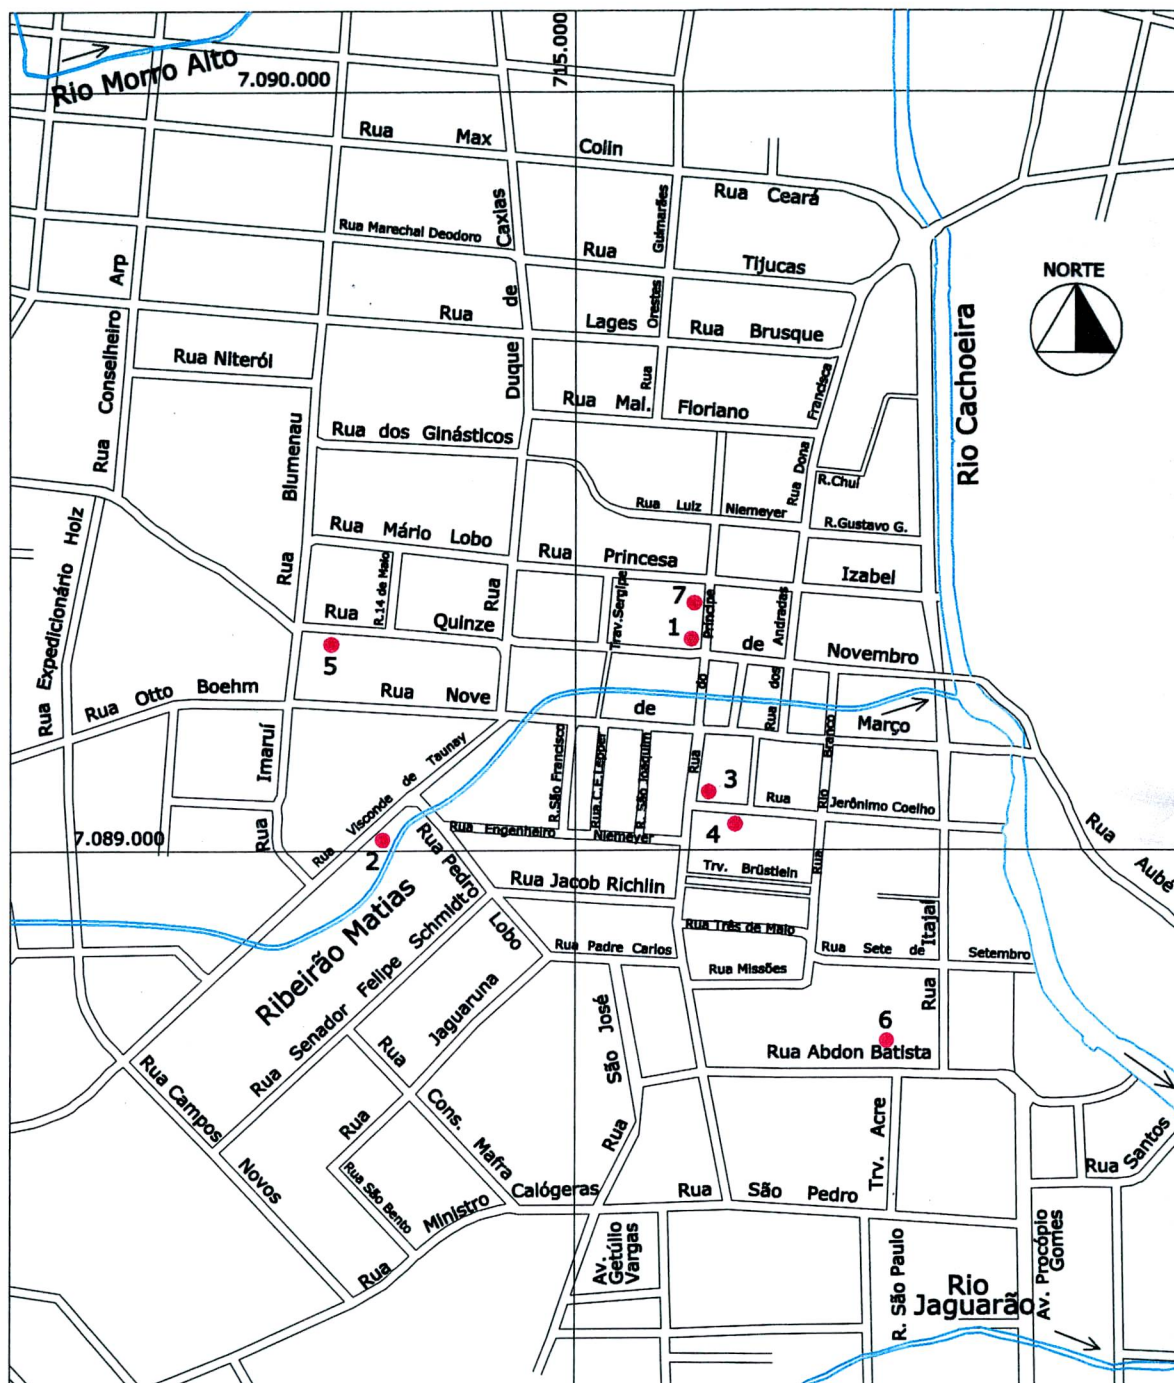 Rio Morro Alto
7.090.000
715.000
Rua Max Colin
Rua Ceará
Rua Marechal Deodoro
Rua Tijucas
Rua Lages
Rua Brusque
Rua Niterói
Rua Mal. Floriano
Rua dos Ginásticos
Rua Duque de Caxias
Rua Orestes Guimarães
Rua Conselheiro Arp
Rua Blumenau
Rua Dona Francisca
NORTE
Rio Cachoeira
R.Chuí
R.Gustavo G.
Rua Luiz Niemeyer
Rua Mário Lobo
Rua Princesa Izabel
Rua Expedicionário Holz
R.14 de Maio
Trav.Sergipe
Rua do Príncipe
Rua dos Andradas
Rua Quinze de Novembro
7
1
5
Rua Otto Boehm
Rua Nove de Março
Rua Imaruí
Rua Visconde de Taunay
R.São Francisco
Rua.C.E.Lepper
R.São Joaquim
Rua Rio Branco
3
Rua Jerônimo Coelho
4
7.089.000
2
Rua Engenheiro Niemeyer
Rua Aubé
Trv. Brüstlein
Rua Pedro Lobo
Rua Jacob Richlin
Rua Três de Maio
Rua Padre Carlos
Rua Sete de Setembro
Rua Itajaí
Rua Missões
Ribeirão Matias
Rua Senador Felipe Schmidt
Rua Jaguaruna
Rua São José
6
Rua Abdon Batista
Rua Campos Novos
Rua Cons. Mafra
Trv. Acre
Rua São Bento
Rua Ministro Calógeras
Rua São Pedro
Rua Santos
Av. Getúlio Vargas
R. São Paulo
Rio Jaguarão
Av. Procópio Gomes